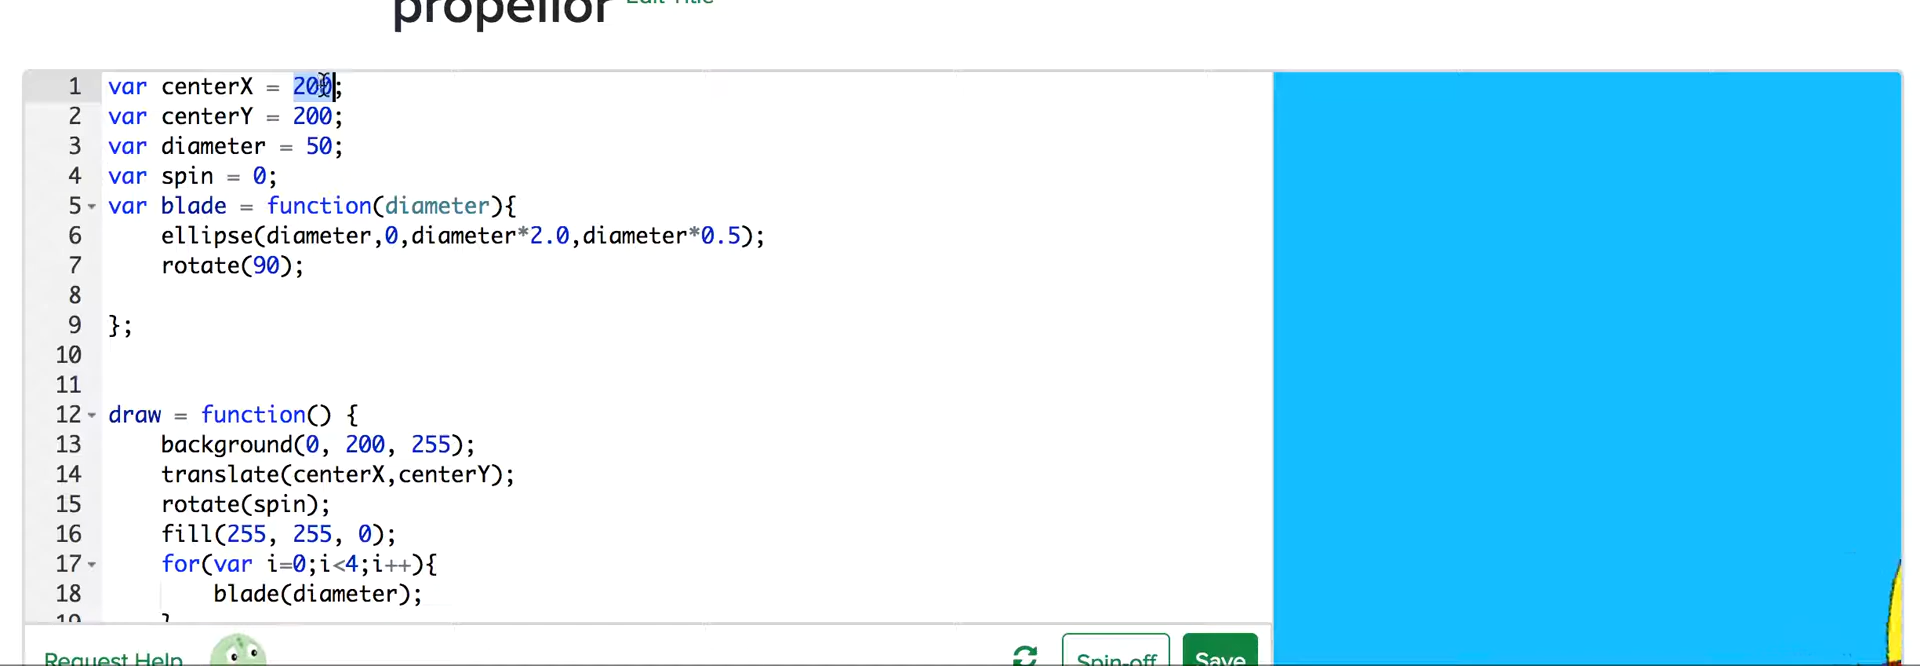 propellor Edit Title
1 var centerX = 200;
2 var centerY = 200;
3 var diameter = 50;
4 var spin = 0;
5 var blade = function(diameter){
6 ellipse(diameter,0,diameter*2.0,diameter*0.5);
7 rotate(90);
8
9 };
10
11
12 draw = function() {
13 background(0, 200, 255);
14 translate(centerX,centerY);
15 rotate(spin);
16 fill(255, 255, 0);
17 for(var i=0;i<4;i++){
18 blade(diameter);
19 }
Request Help Spin-off Save